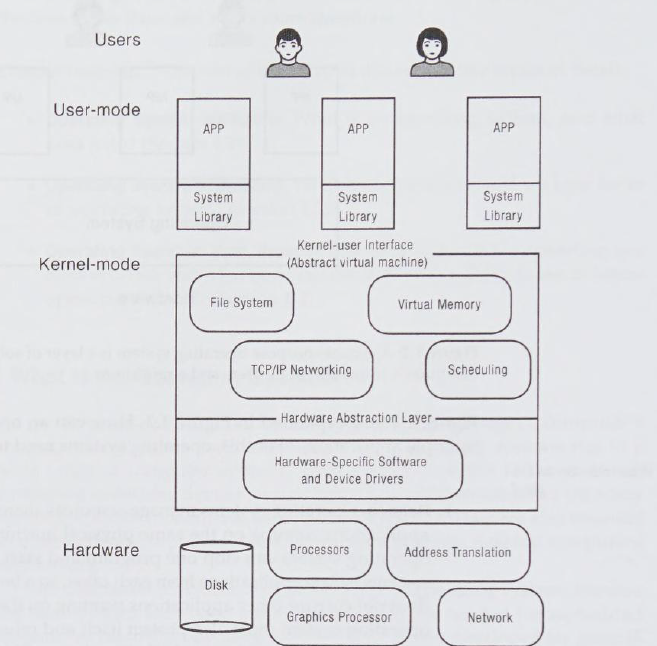 Users
User-mode
APP
APP
APP
System
Library
System
Library
System
Library
Kernel-mode
Kernel-user Interface
(Abstract virtual machine)
File System
Virtual Memory
TCP/IP Networking
Scheduling
Hardware Abstraction Layer
Hardware-Specific Software
and Device Drivers
Hardware
Disk
Processors
Address Translation
Graphics Processor
Network